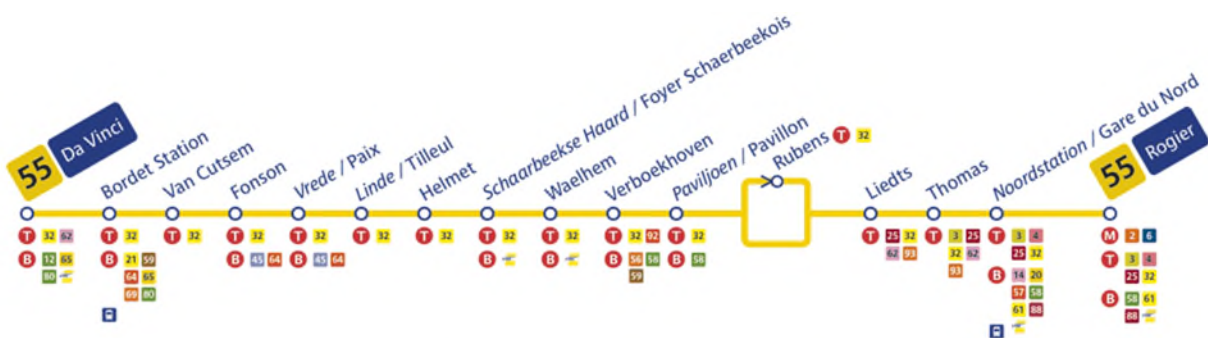 55 Da Vinci
Bordet Station
Van Cutsem
Fonson
Vrede / Paix
Linde / Tilleul
Helmet
Schaarbeekse Haard / Foyer Schaerbeekois
Waelhem
Verboekhoven
Paviljoen / Pavillon
Rubens T 32
Liedts
Thomas
Noordstation / Gare du Nord
55 Rogier
T 32 62
B 12 65
80
T 32
B 21 59
64 65
69 80
T 32
T 32
B 45 64
T 32
B 45 64
T 32
T 32
T 32
B
T 32
B
T 32 92
B 56 58
59
T 32
B 58
T 25 32
62 93
T 3 25
32 62
93
T 3 4
25 32
B 14 20
57 58
61 88
M 2 6
T 3 4
25 32
B 58 61
88